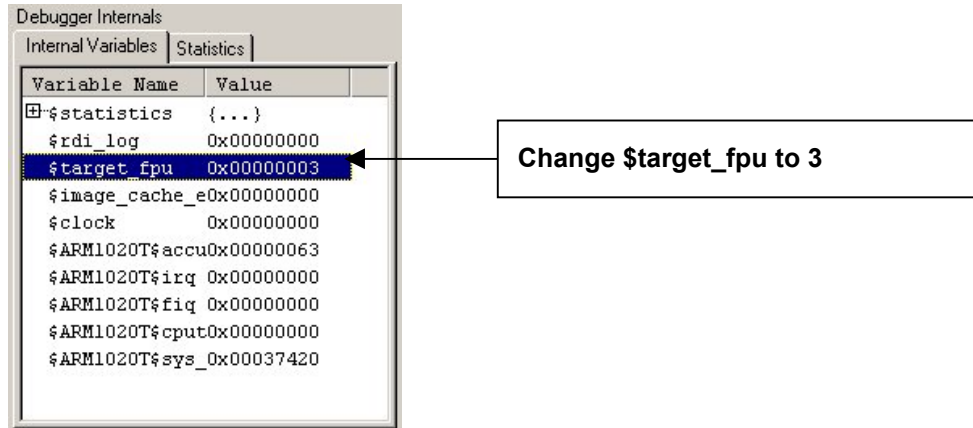 Debugger Internals
Internal Variables Statistics
Variable Name Value
$statistics {...}
$rdi_log 0x00000000
$target_fpu 0x00000003
$image_cache_e0x00000000
$clock 0x00000000
$ARM1020T$accu0x00000063
$ARM1020T$irq 0x00000000
$ARM1020T$fiq 0x00000000
$ARM1020T$cput0x00000000
$ARM1020T$sys_0x00037420
Change $target_fpu to 3